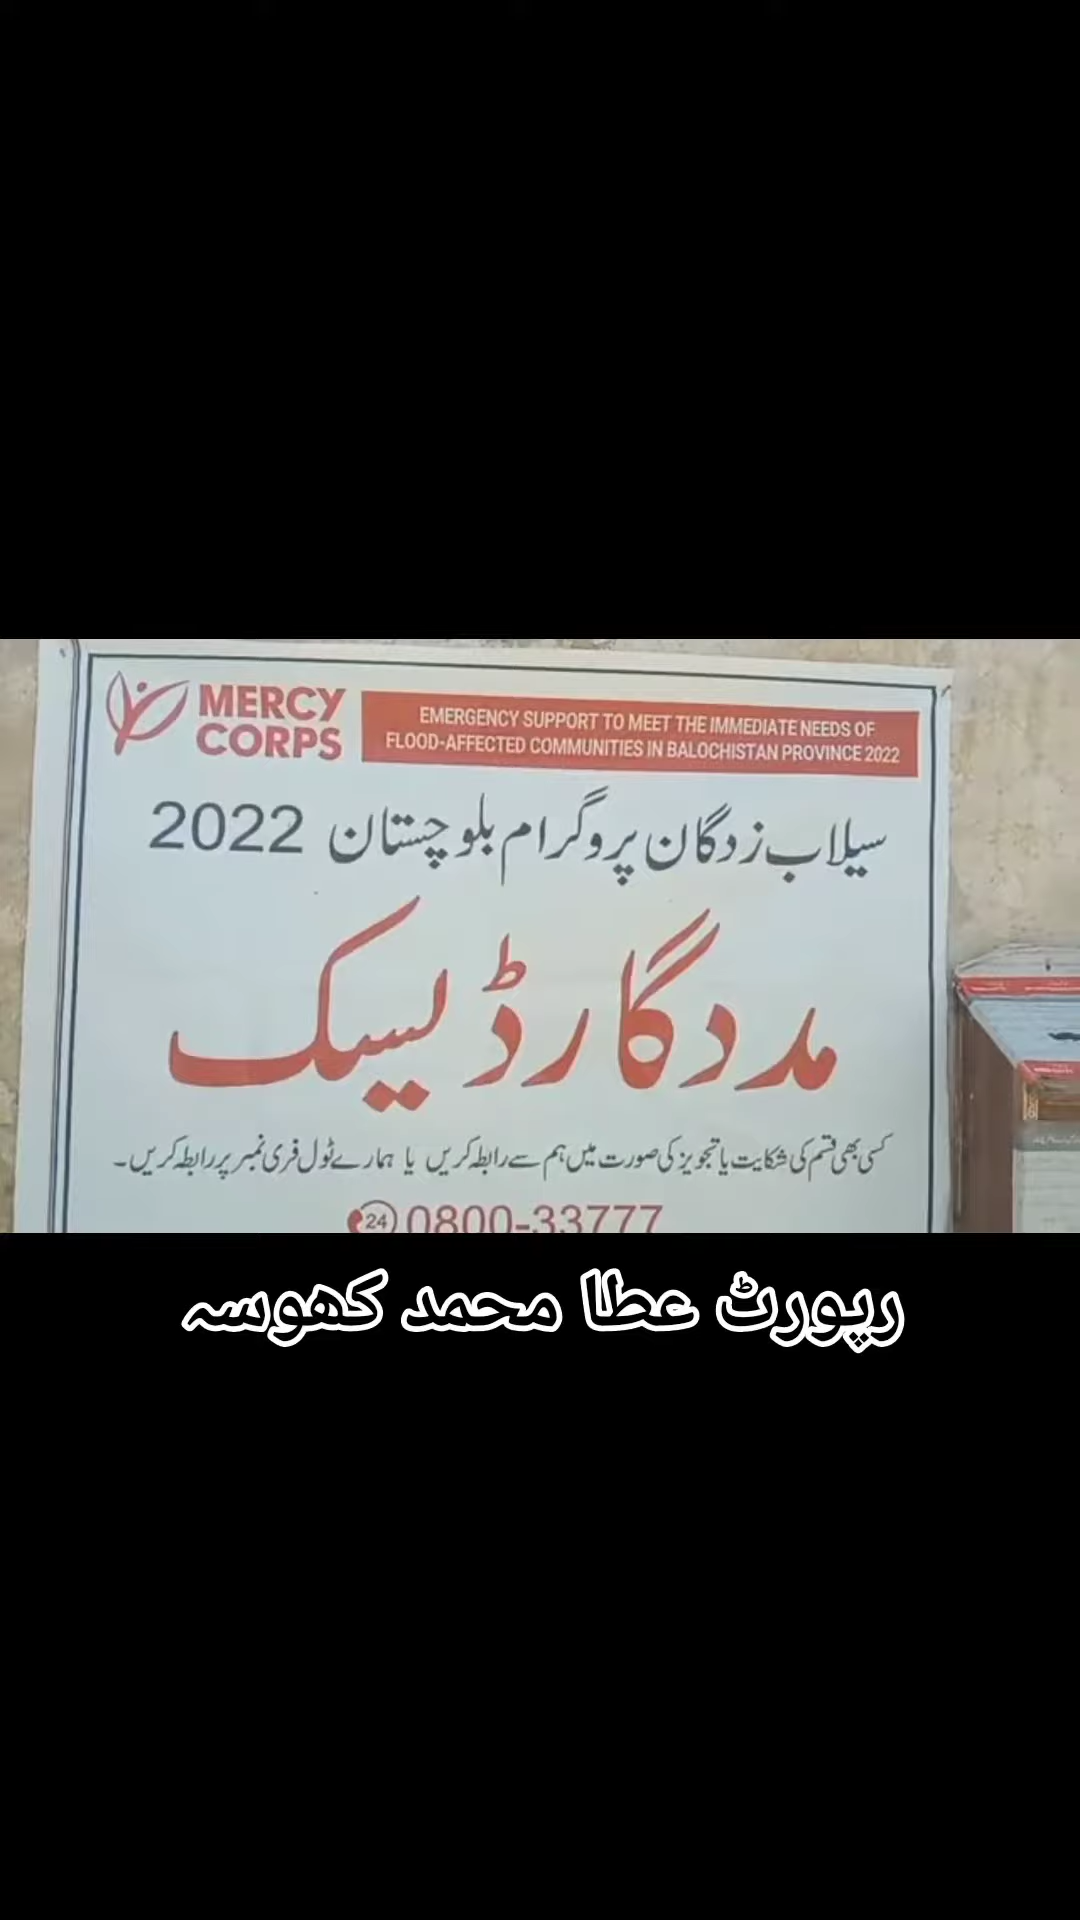 MERCY
CORPS
EMERGENCY SUPPORT TO MEET THE IMMEDIATE NEEDS OF
FLOOD-AFFECTED COMMUNITIES IN BALOCHISTAN PROVINCE 2022
سیلاب زدگان پروگرام بلوچستان 2022
مددگار ڈیسک
کسی بھی قسم کی شکایت یا تجویز کی صورت میں ہم سے رابطہ کریں یا ہمارے ٹول فری نمبر پر رابطہ کریں۔
24 0800-33777
رپورٹ عطا محمد کھوسہ